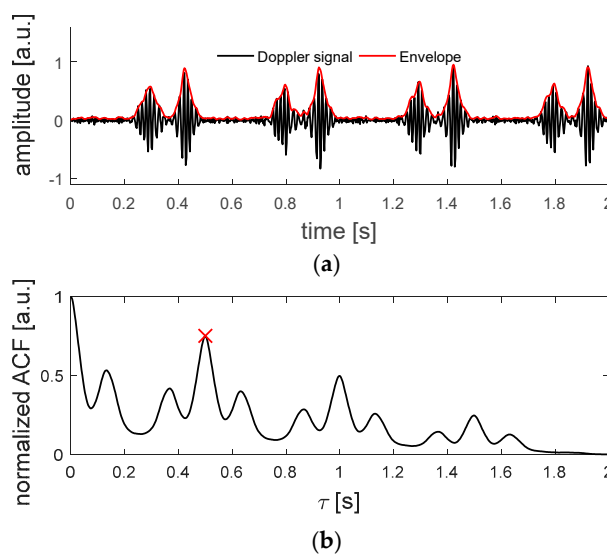 amplitude [a.u.]
1
0
-1
Doppler signal Envelope
0 0.2 0.4 0.6 0.8 1 1.2 1.4 1.6 1.8 2
time [s]
(a)
normalized ACF [a.u.]
1
0.5
0
0 0.2 0.4 0.6 0.8 1 1.2 1.4 1.6 1.8 2
τ [s]
(b)